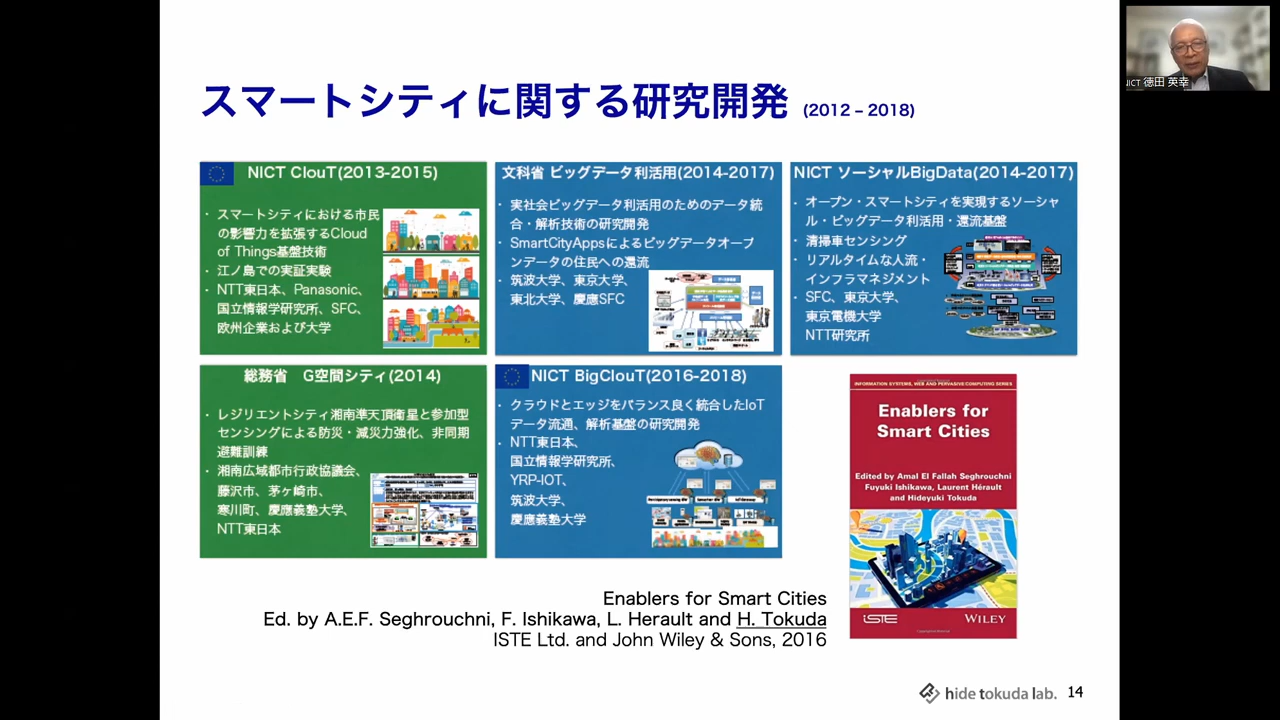 スマートシティに関する研究開発 (2012 – 2018)
NICT ClouT(2013-2015)
・スマートシティにおける市民
の影響力を拡張するCloud
of Things基盤技術
・江ノ島での実証実験
・NTT東日本、Panasonic、
国立情報学研究所、SFC、
欧州企業および大学
文科省 ビッグデータ利活用(2014-2017)
・実社会ビッグデータ利活用のためのデータ統
合・解析技術の研究開発
・SmartCityAppsによるビッグデータオープ
ンデータの住民への還流
・筑波大学、東京大学、
東北大学、慶應SFC
NICT ソーシャルBigData(2014-2017)
・オープン・スマートシティを実現するソーシャ
ル・ビッグデータ利活用・還流基盤
・清掃車センシング
・リアルタイムな人流・
インフラマネジメント
・SFC、東京大学、
東京電機大学
NTT研究所
総務省 G空間シティ(2014)
・レジリエントシティ湘南準天頂衛星と参加型
センシングによる防災・減災力強化、非同期
避難訓練
・湘南広域都市行政協議会、
藤沢市、茅ヶ崎市、
寒川町、慶應義塾大学、
NTT東日本
NICT BigClouT(2016-2018)
・クラウドとエッジをバランス良く統合したIoT
データ流通、解析基盤の研究開発
・NTT東日本、
国立情報学研究所、
YRP-IOT、
筑波大学、
慶應義塾大学
INFORMATION SYSTEMS, WEB AND PERVASIVE COMPUTING SERIES
Enablers for
Smart Cities
Edited by Amal El Fallah Seghrouchni
Fuyuki Ishikawa, Laurent Hérault
and Hideyuki Tokuda
iSTE WILEY
Enablers for Smart Cities
Ed. by A.E.F. Seghrouchni, F. Ishikawa, L. Herault and H. Tokuda
ISTE Ltd. and John Wiley & Sons, 2016
hide tokuda lab. 14
NICT 徳田 英幸